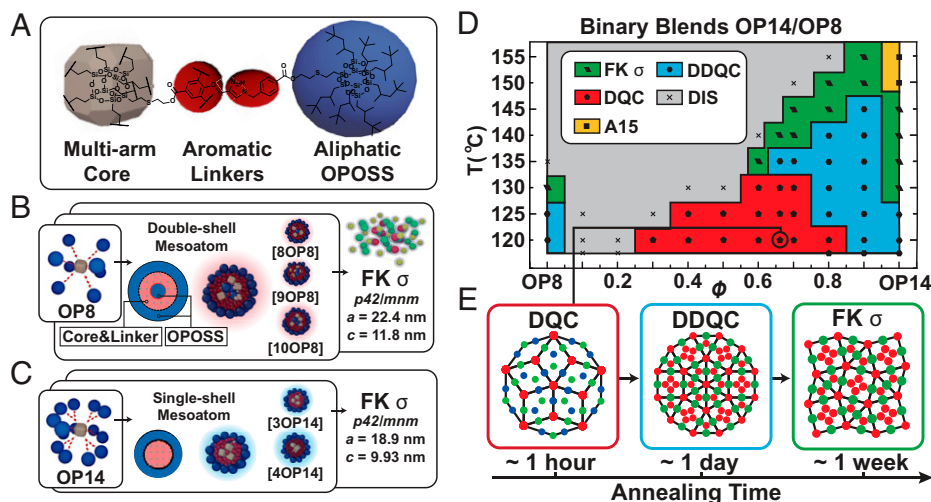 A
Multi-arm
Core
Aromatic
Linkers
Aliphatic
OPOSS
B
OP8
Double-shell
Mesoatom
Core&Linker
OPOSS
[8OP8]
[9OP8]
[10OP8]
FK σ
p42/mnm
a = 22.4 nm
c = 11.8 nm
C
OP14
Single-shell
Mesoatom
[3OP14]
[4OP14]
FK σ
p42/mnm
a = 18.9 nm
c = 9.93 nm
D
Binary Blends OP14/OP8
T(°C)
155
150
145
140
135
130
125
120
FK σ
DDQC
DQC
DIS
A15
OP8
0.2
0.4
0.6
0.8
OP14
ϕ
E
DQC
DDQC
FK σ
~ 1 hour
~ 1 day
~ 1 week
Annealing Time